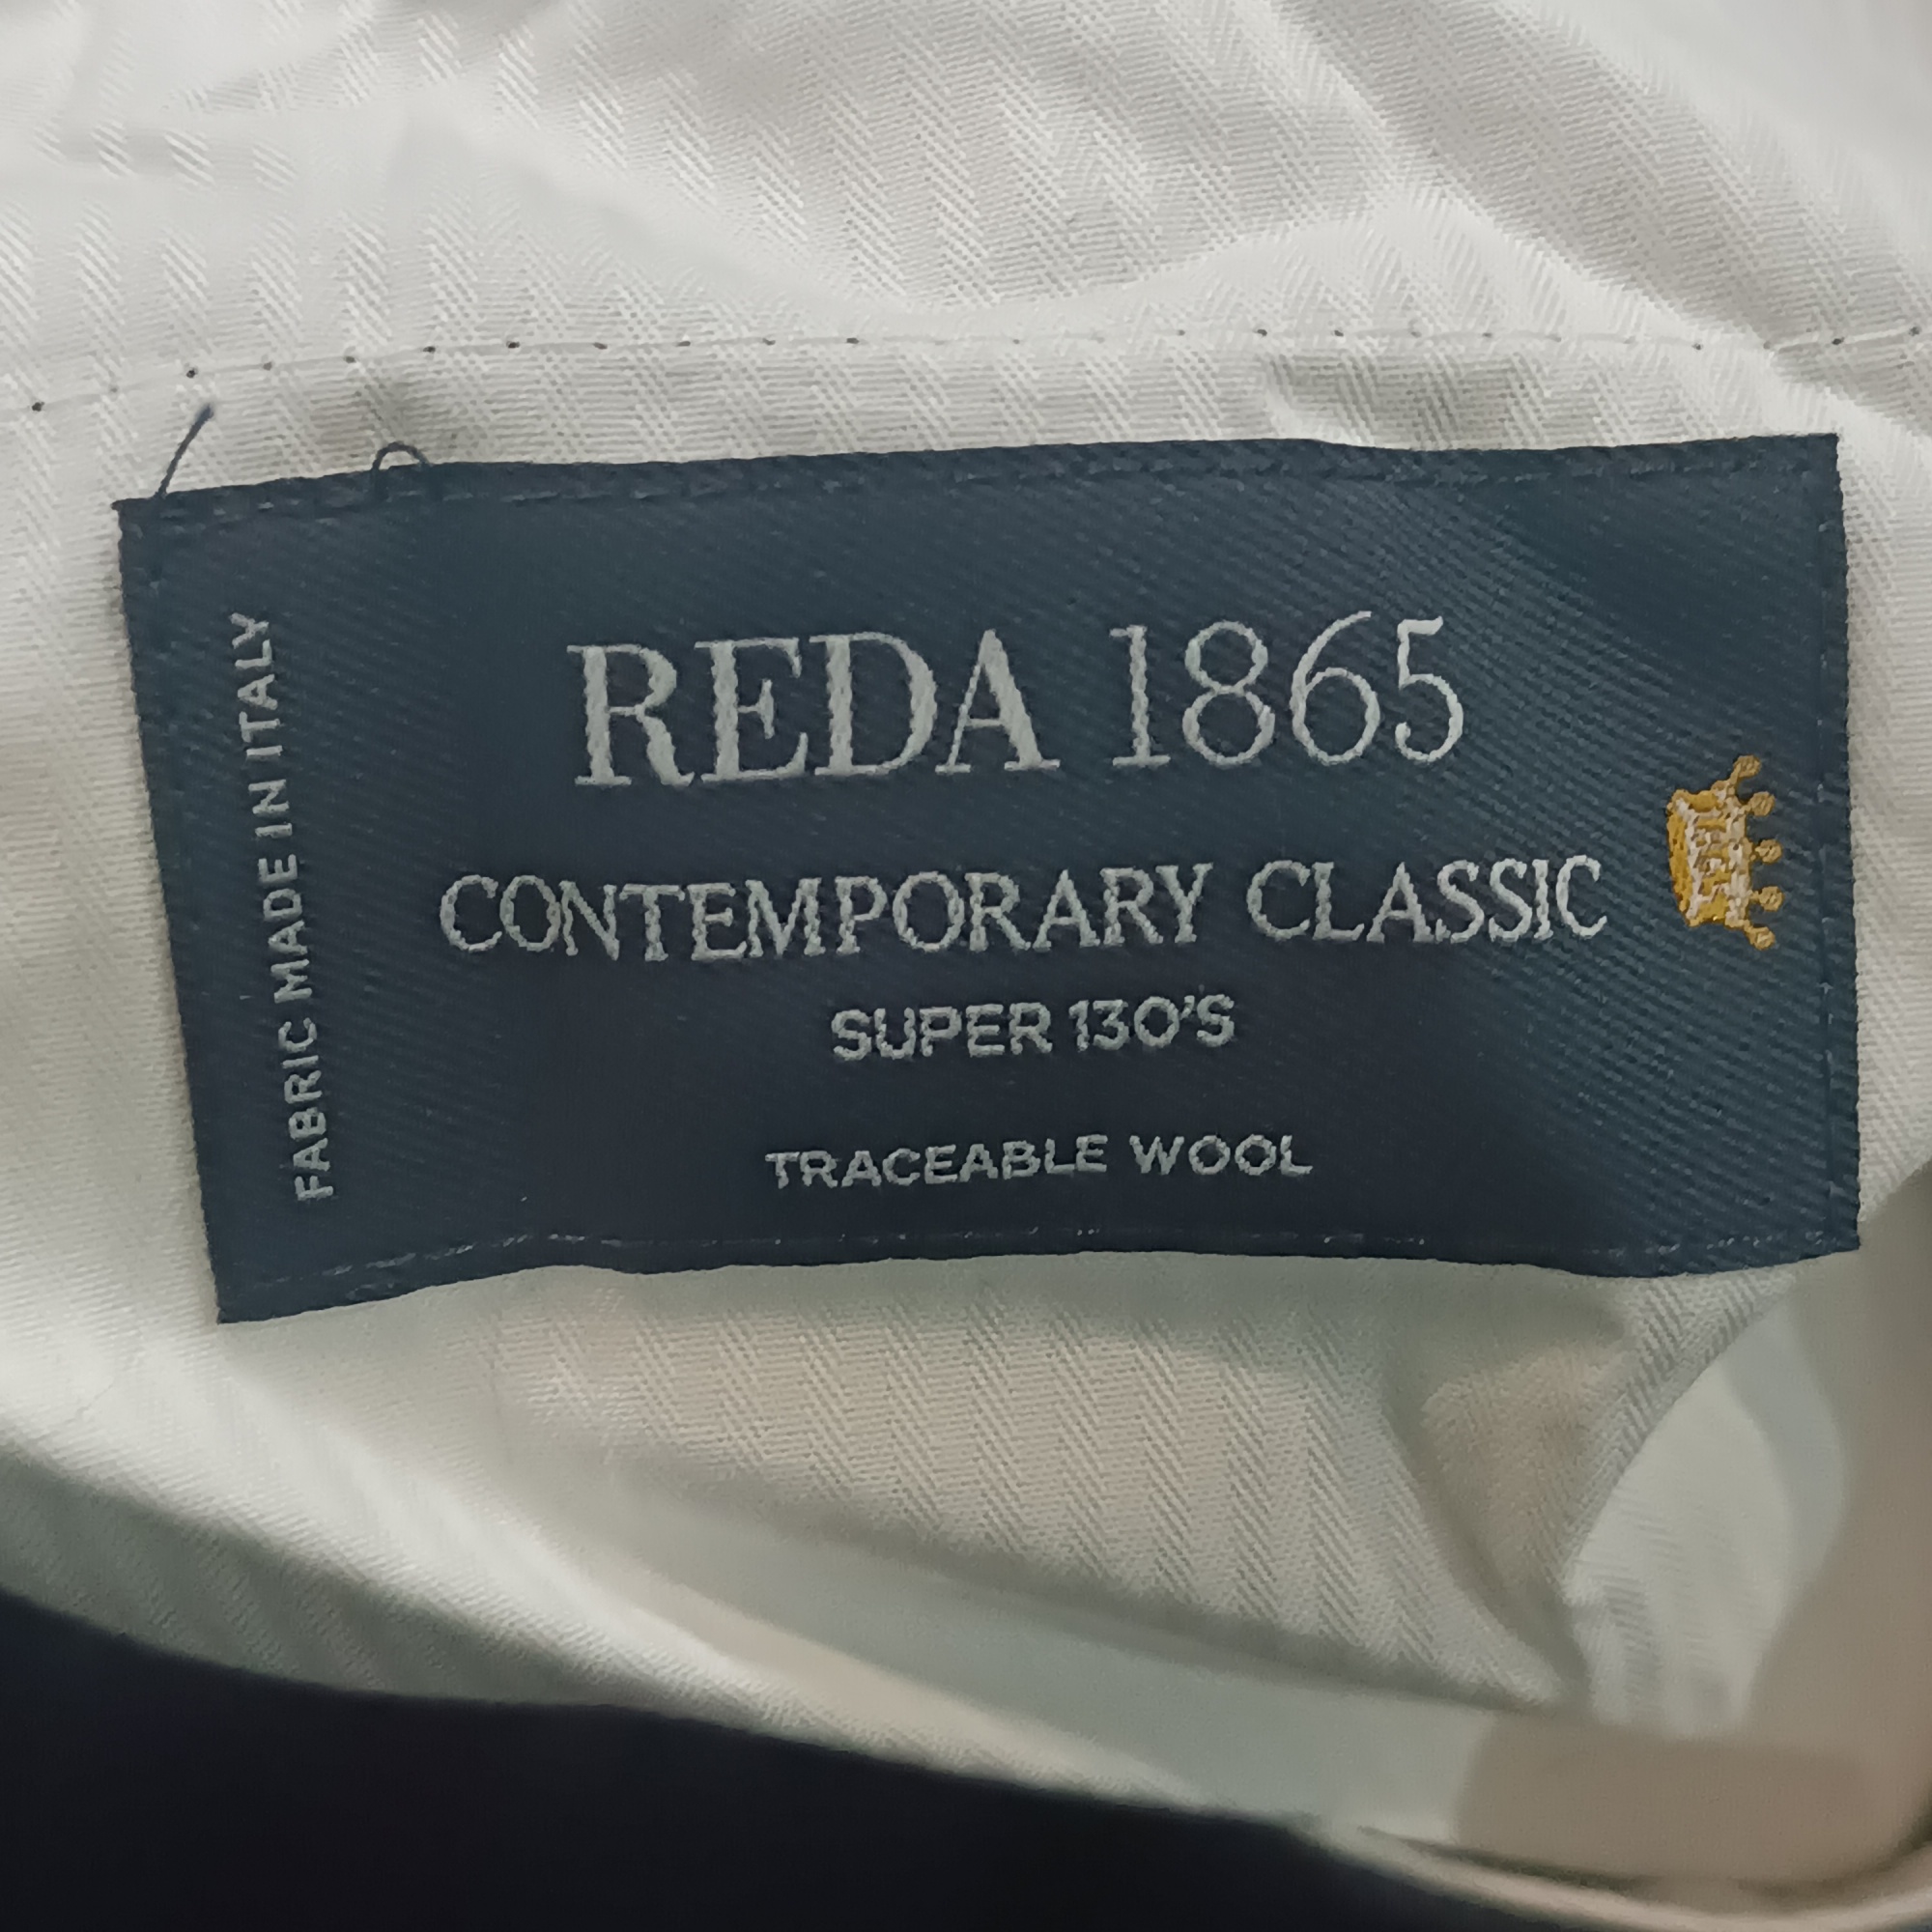 REDA 1865
CONTEMPORARY CLASSIC
SUPER 130'S
TRACEABLE WOOL
FABRIC MADE IN ITALY